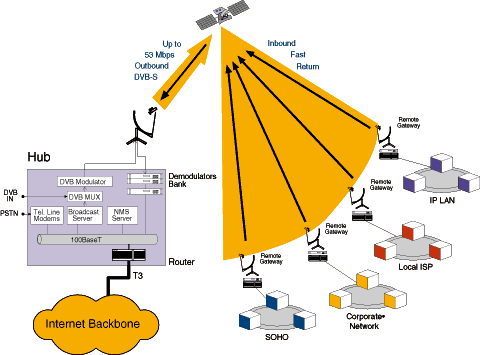 Up to
53 Mbps
Outbound
DVB-S
Inbound
Fast
Return
Remote
Gateway
IP LAN
Remote
Gateway
Local ISP
Remote
Gateway
Corporate
Network
Remote
Gateway
SOHO
Hub
DVB Modulator
Demodulators
Bank
DVB
IN
DVB MUX
PSTN
Tel. Line
Modems
Broadcast
Server
NMS
Server
100BaseT
Router
T3
Internet Backbone